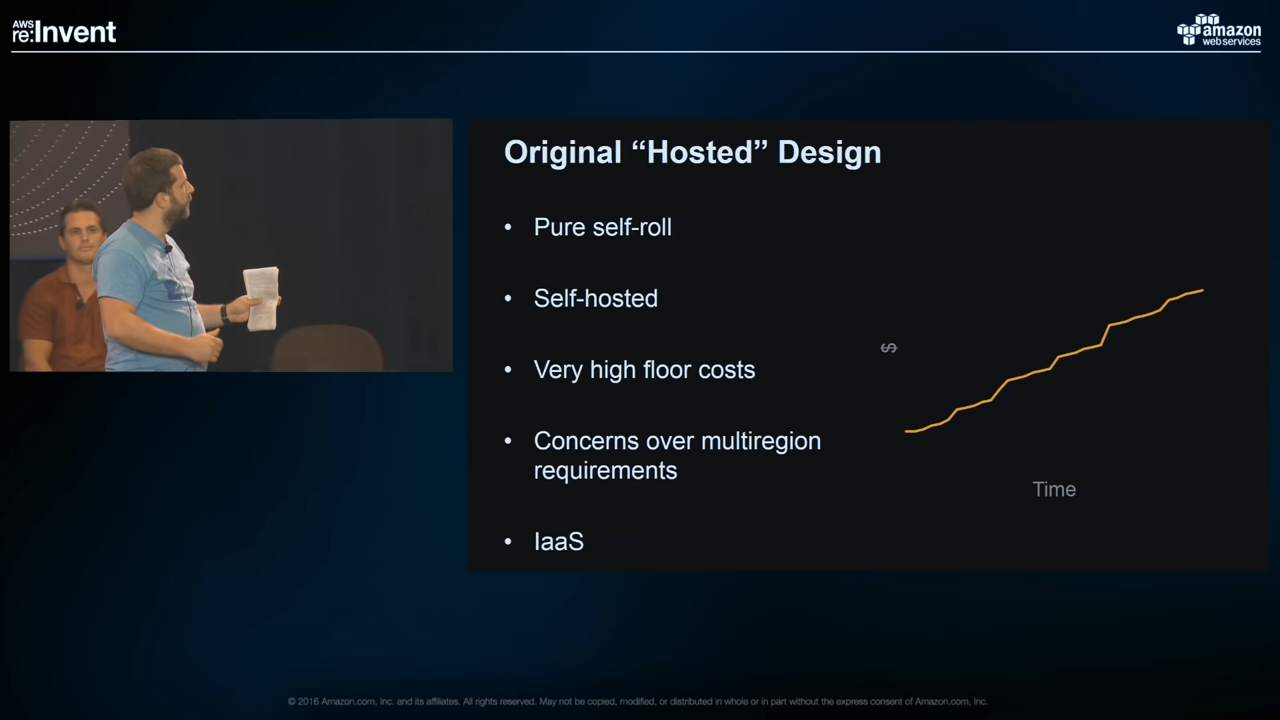 AWS
re:Invent
amazon
web services
Original “Hosted” Design
• Pure self-roll
• Self-hosted
• Very high floor costs
• Concerns over multiregion
requirements
• IaaS
$
Time
© 2016 Amazon.com, Inc. and its affiliates. All rights reserved. May not be copied, modified, or distributed in whole or in part without the express consent of Amazon.com, Inc.